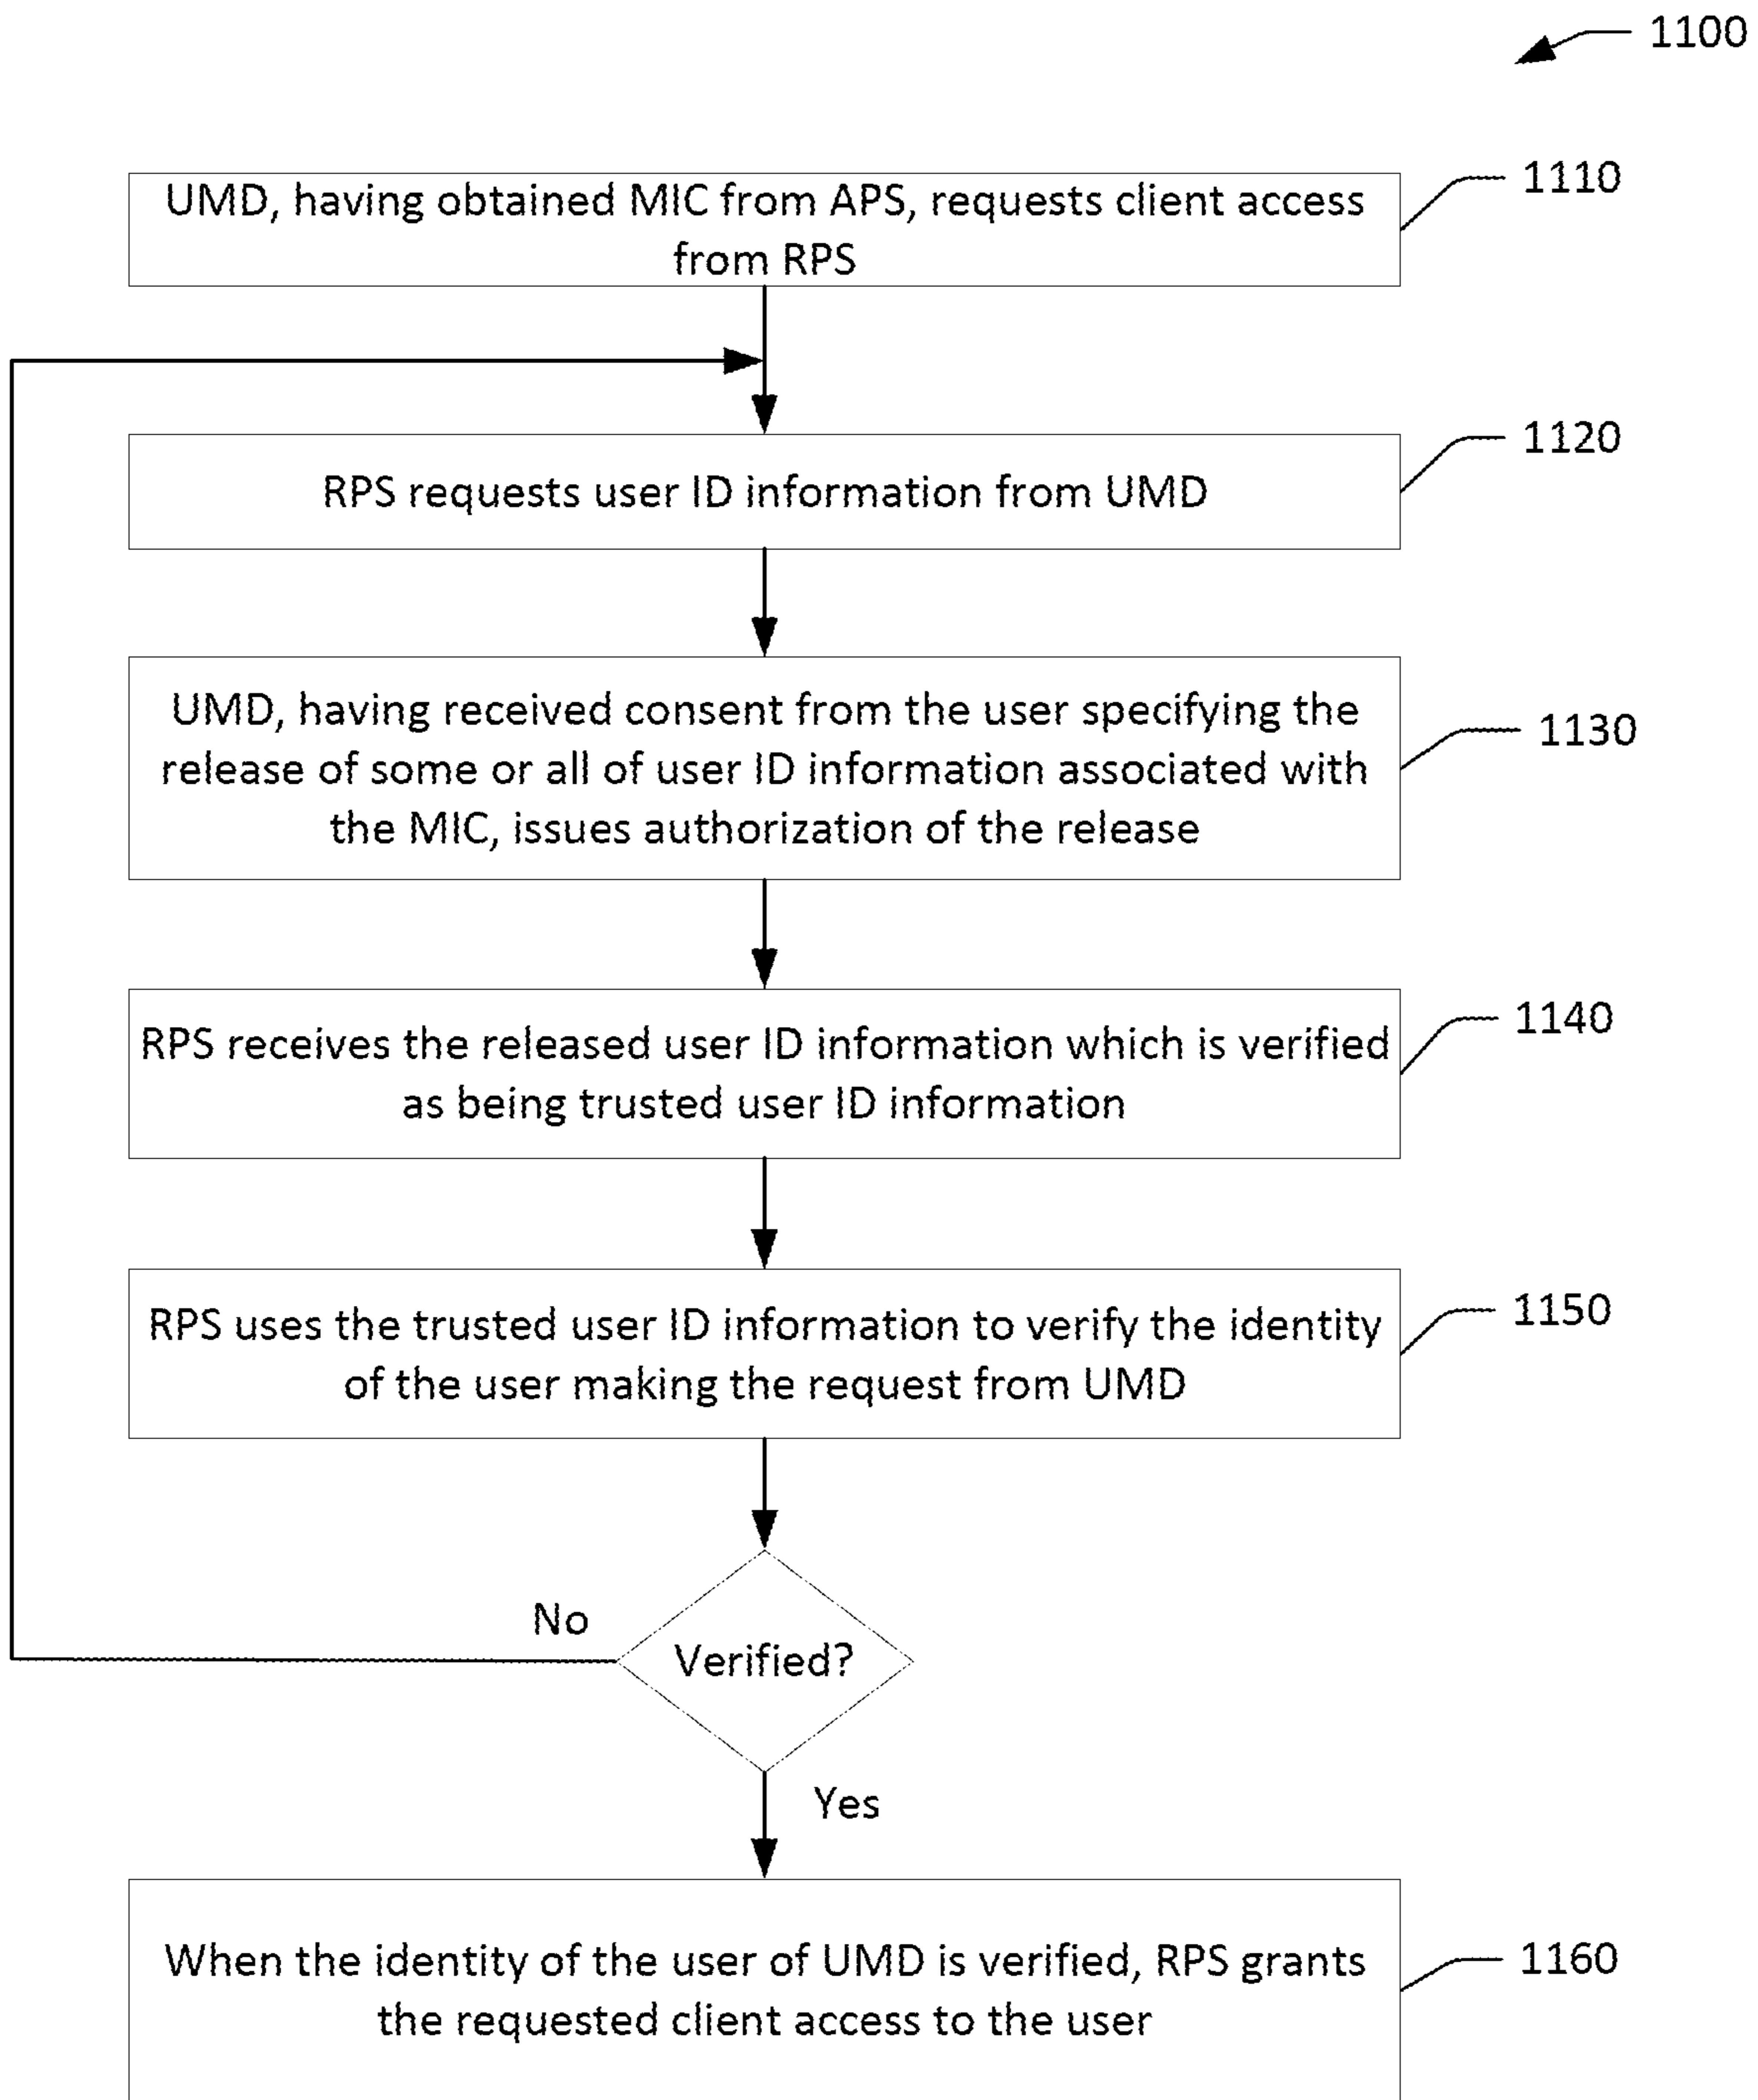 1100
UMD, having obtained MIC from APS, requests client access
from RPS
1110
RPS requests user ID information from UMD
1120
UMD, having received consent from the user specifying the
release of some or all of user ID information associated with
the MIC, issues authorization of the release
1130
RPS receives the released user ID information which is verified
as being trusted user ID information
1140
RPS uses the trusted user ID information to verify the identity
of the user making the request from UMD
1150
No
Verified?
Yes
When the identity of the user of UMD is verified, RPS grants
the requested client access to the user
1160